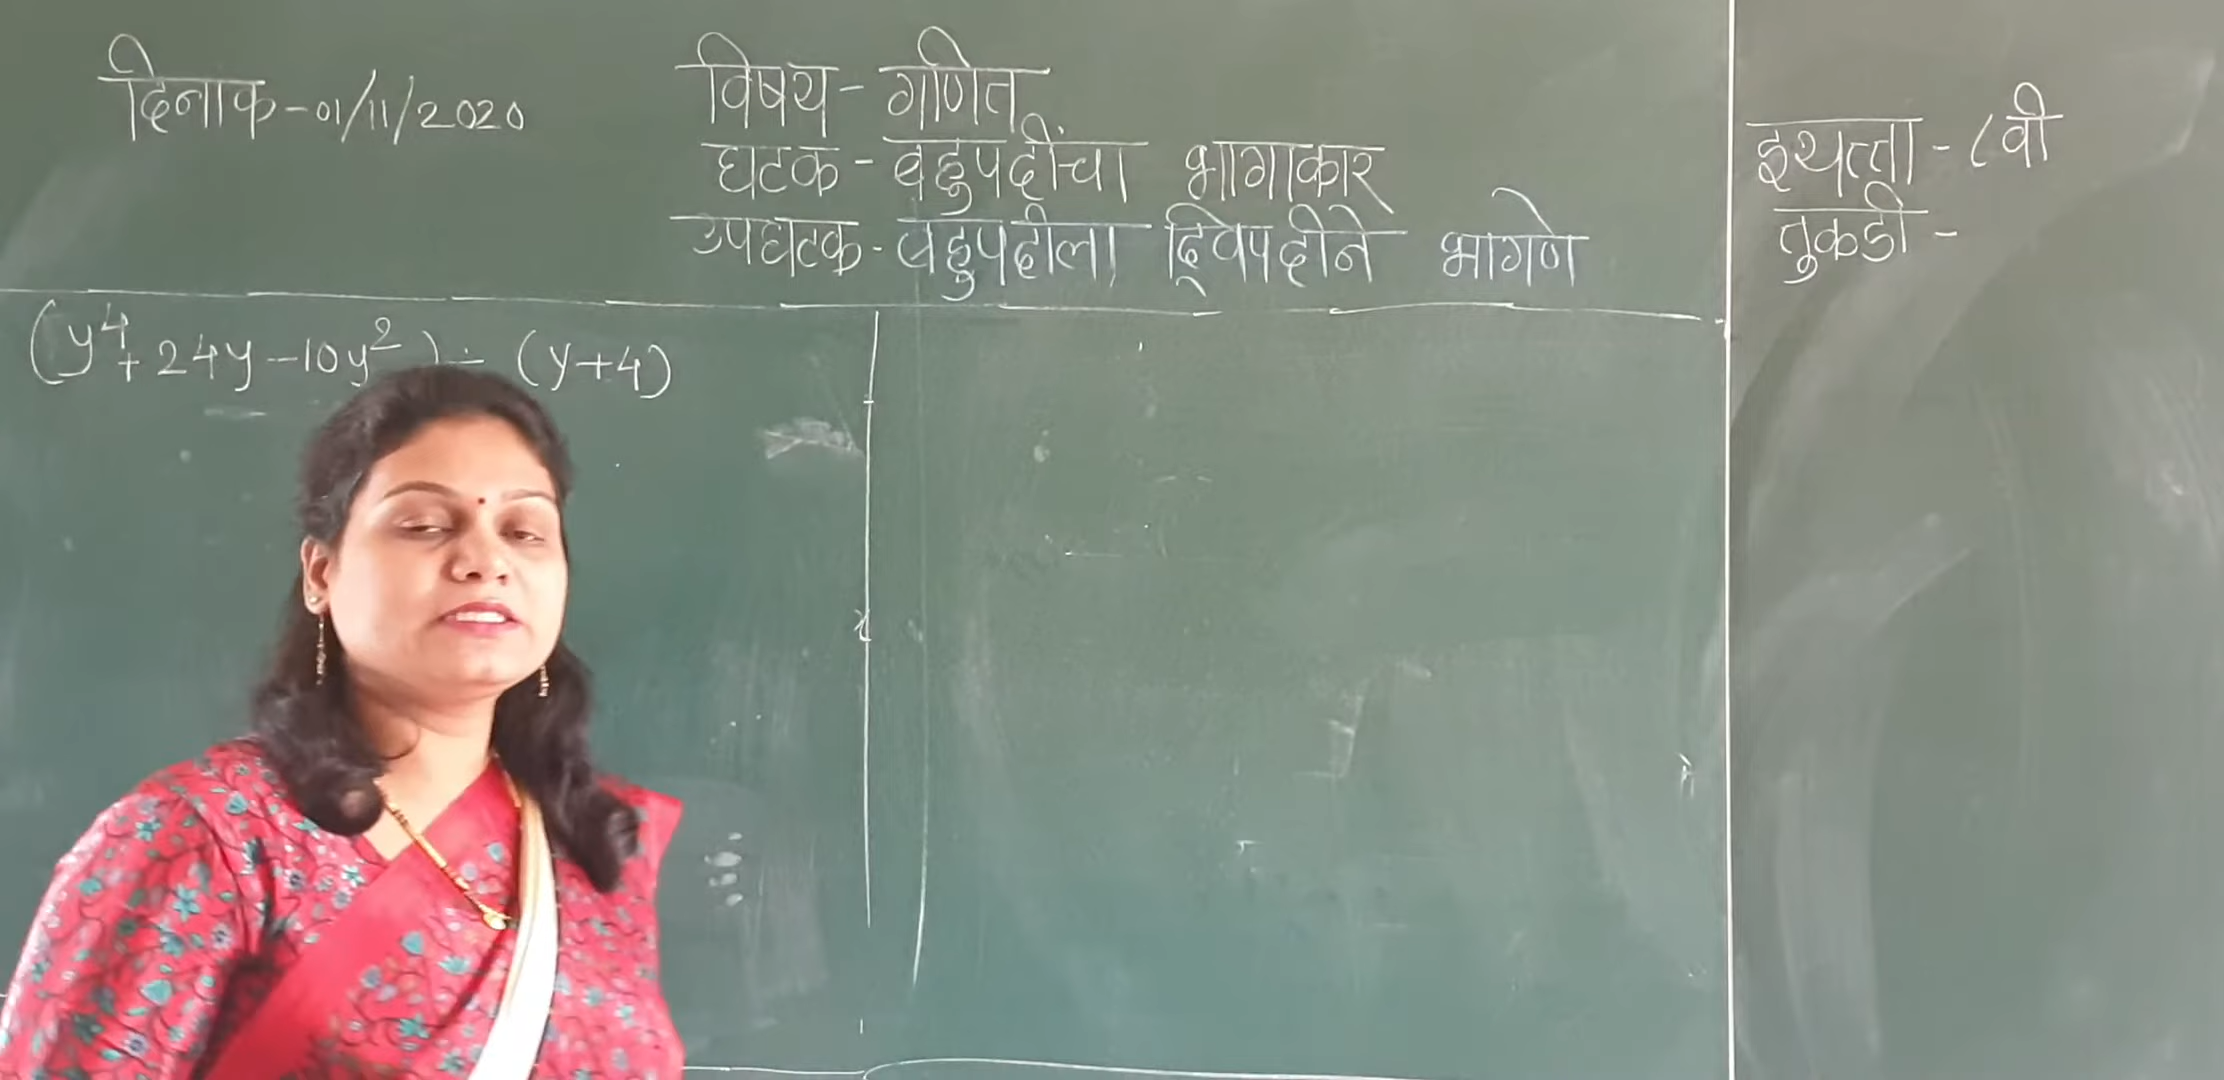 दिनाक - 01/11/2020
विषय - गणित
घटक - बहुपदींचा भागाकार
उपघटक - बहुपदीला द्विपदीने भागणे
इयत्ता - ८वी
तुकडी -
(y⁴ + 24y - 10y²) ÷ (y+4)